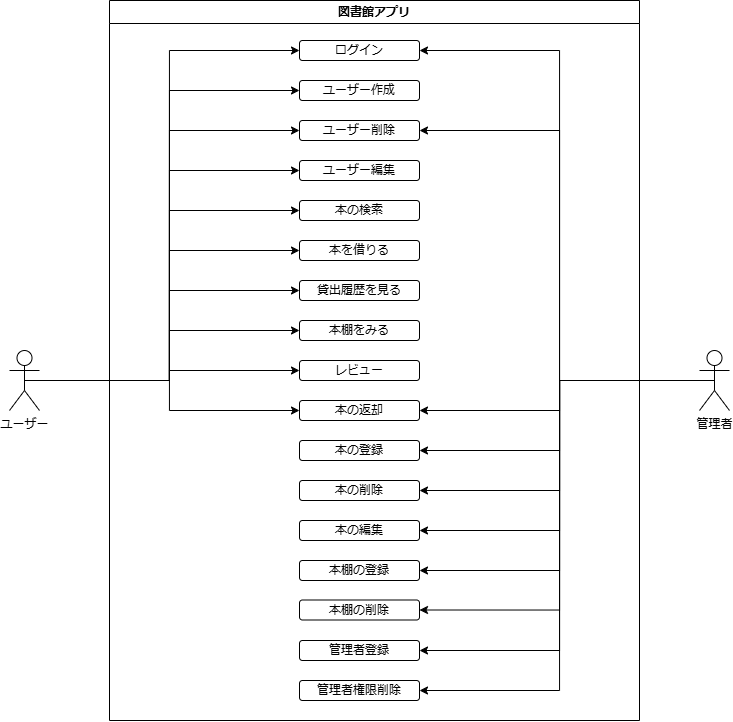 図書館アプリ
ログイン
ユーザー作成
ユーザー削除
ユーザー編集
本の検索
本を借りる
貸出履歴を見る
本棚をみる
レビュー
本の返却
ユーザー
管理者
本の登録
本の削除
本の編集
本棚の登録
本棚の削除
管理者登録
管理者権限削除